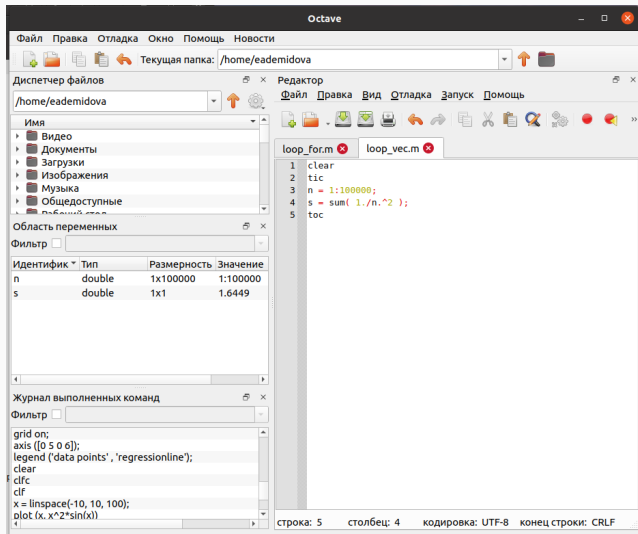 Octave
Файл Правка Отладка Окно Помощь Новости
Текущая папка: /home/eademidova
Диспетчер файлов
/home/eademidova
Имя
Видео
Документы
Загрузки
Изображения
Музыка
Общедоступные
Рабочий стол
Область переменных
Фильтр
Идентифик Тип Размерность Значение
n double 1x100000 1:100000
s double 1x1 1.6449
Журнал выполненных команд
Фильтр
grid on;
axis ([0 5 0 6]);
legend ('data points' , 'regressionline');
clear
clfc
clf
x = linspace(-10, 10, 100);
plot (x, x^2*sin(x))
Редактор
Файл Правка Вид Отладка Запуск Помощь
loop_for.m loop_vec.m
1 clear
2 tic
3 n = 1:100000;
4 s = sum( 1./n.^2 );
5 toc
строка: 5 столбец: 4 кодировка: UTF-8 конец строки: CRLF